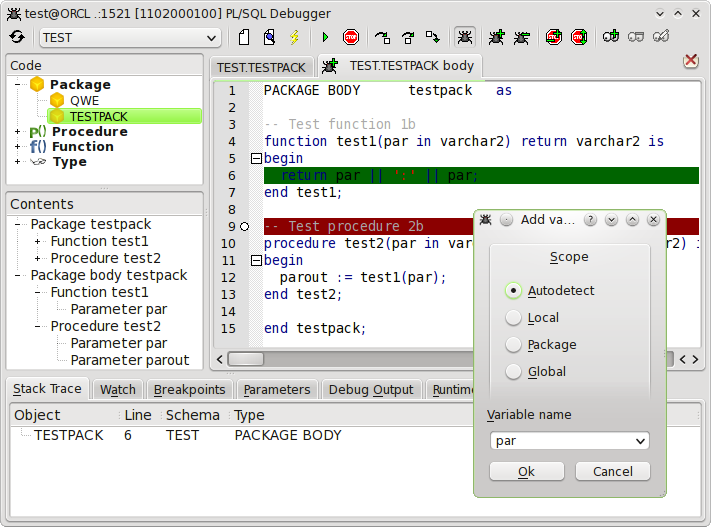 test@ORCL .:1521 [1102000100] PL/SQL Debugger
TEST
STOP
Code
Package
QWE
TESTPACK
P() Procedure
f() Function
Type
Contents
Package testpack
Function test1
Procedure test2
Package body testpack
Function test1
Parameter par
Procedure test2
Parameter par
Parameter parout
TEST.TESTPACK
TEST.TESTPACK body
1 PACKAGE BODY testpack as
2
3 -- Test function 1b
4 function test1(par in varchar2) return varchar2 is
5 begin
6 return par || ':' || par;
7 end test1;
8
9 -- Test procedure 2b
10 procedure test2(par in varc ar2) i
11 begin
12 parout := test1(par);
13 end test2;
14
15 end testpack;
Add va...
Scope
Autodetect
Local
Package
Global
Variable name
par
Ok Cancel
Stack Trace Watch Breakpoints Parameters Debug Output Runtime
Object Line Schema Type
TESTPACK 6 TEST PACKAGE BODY